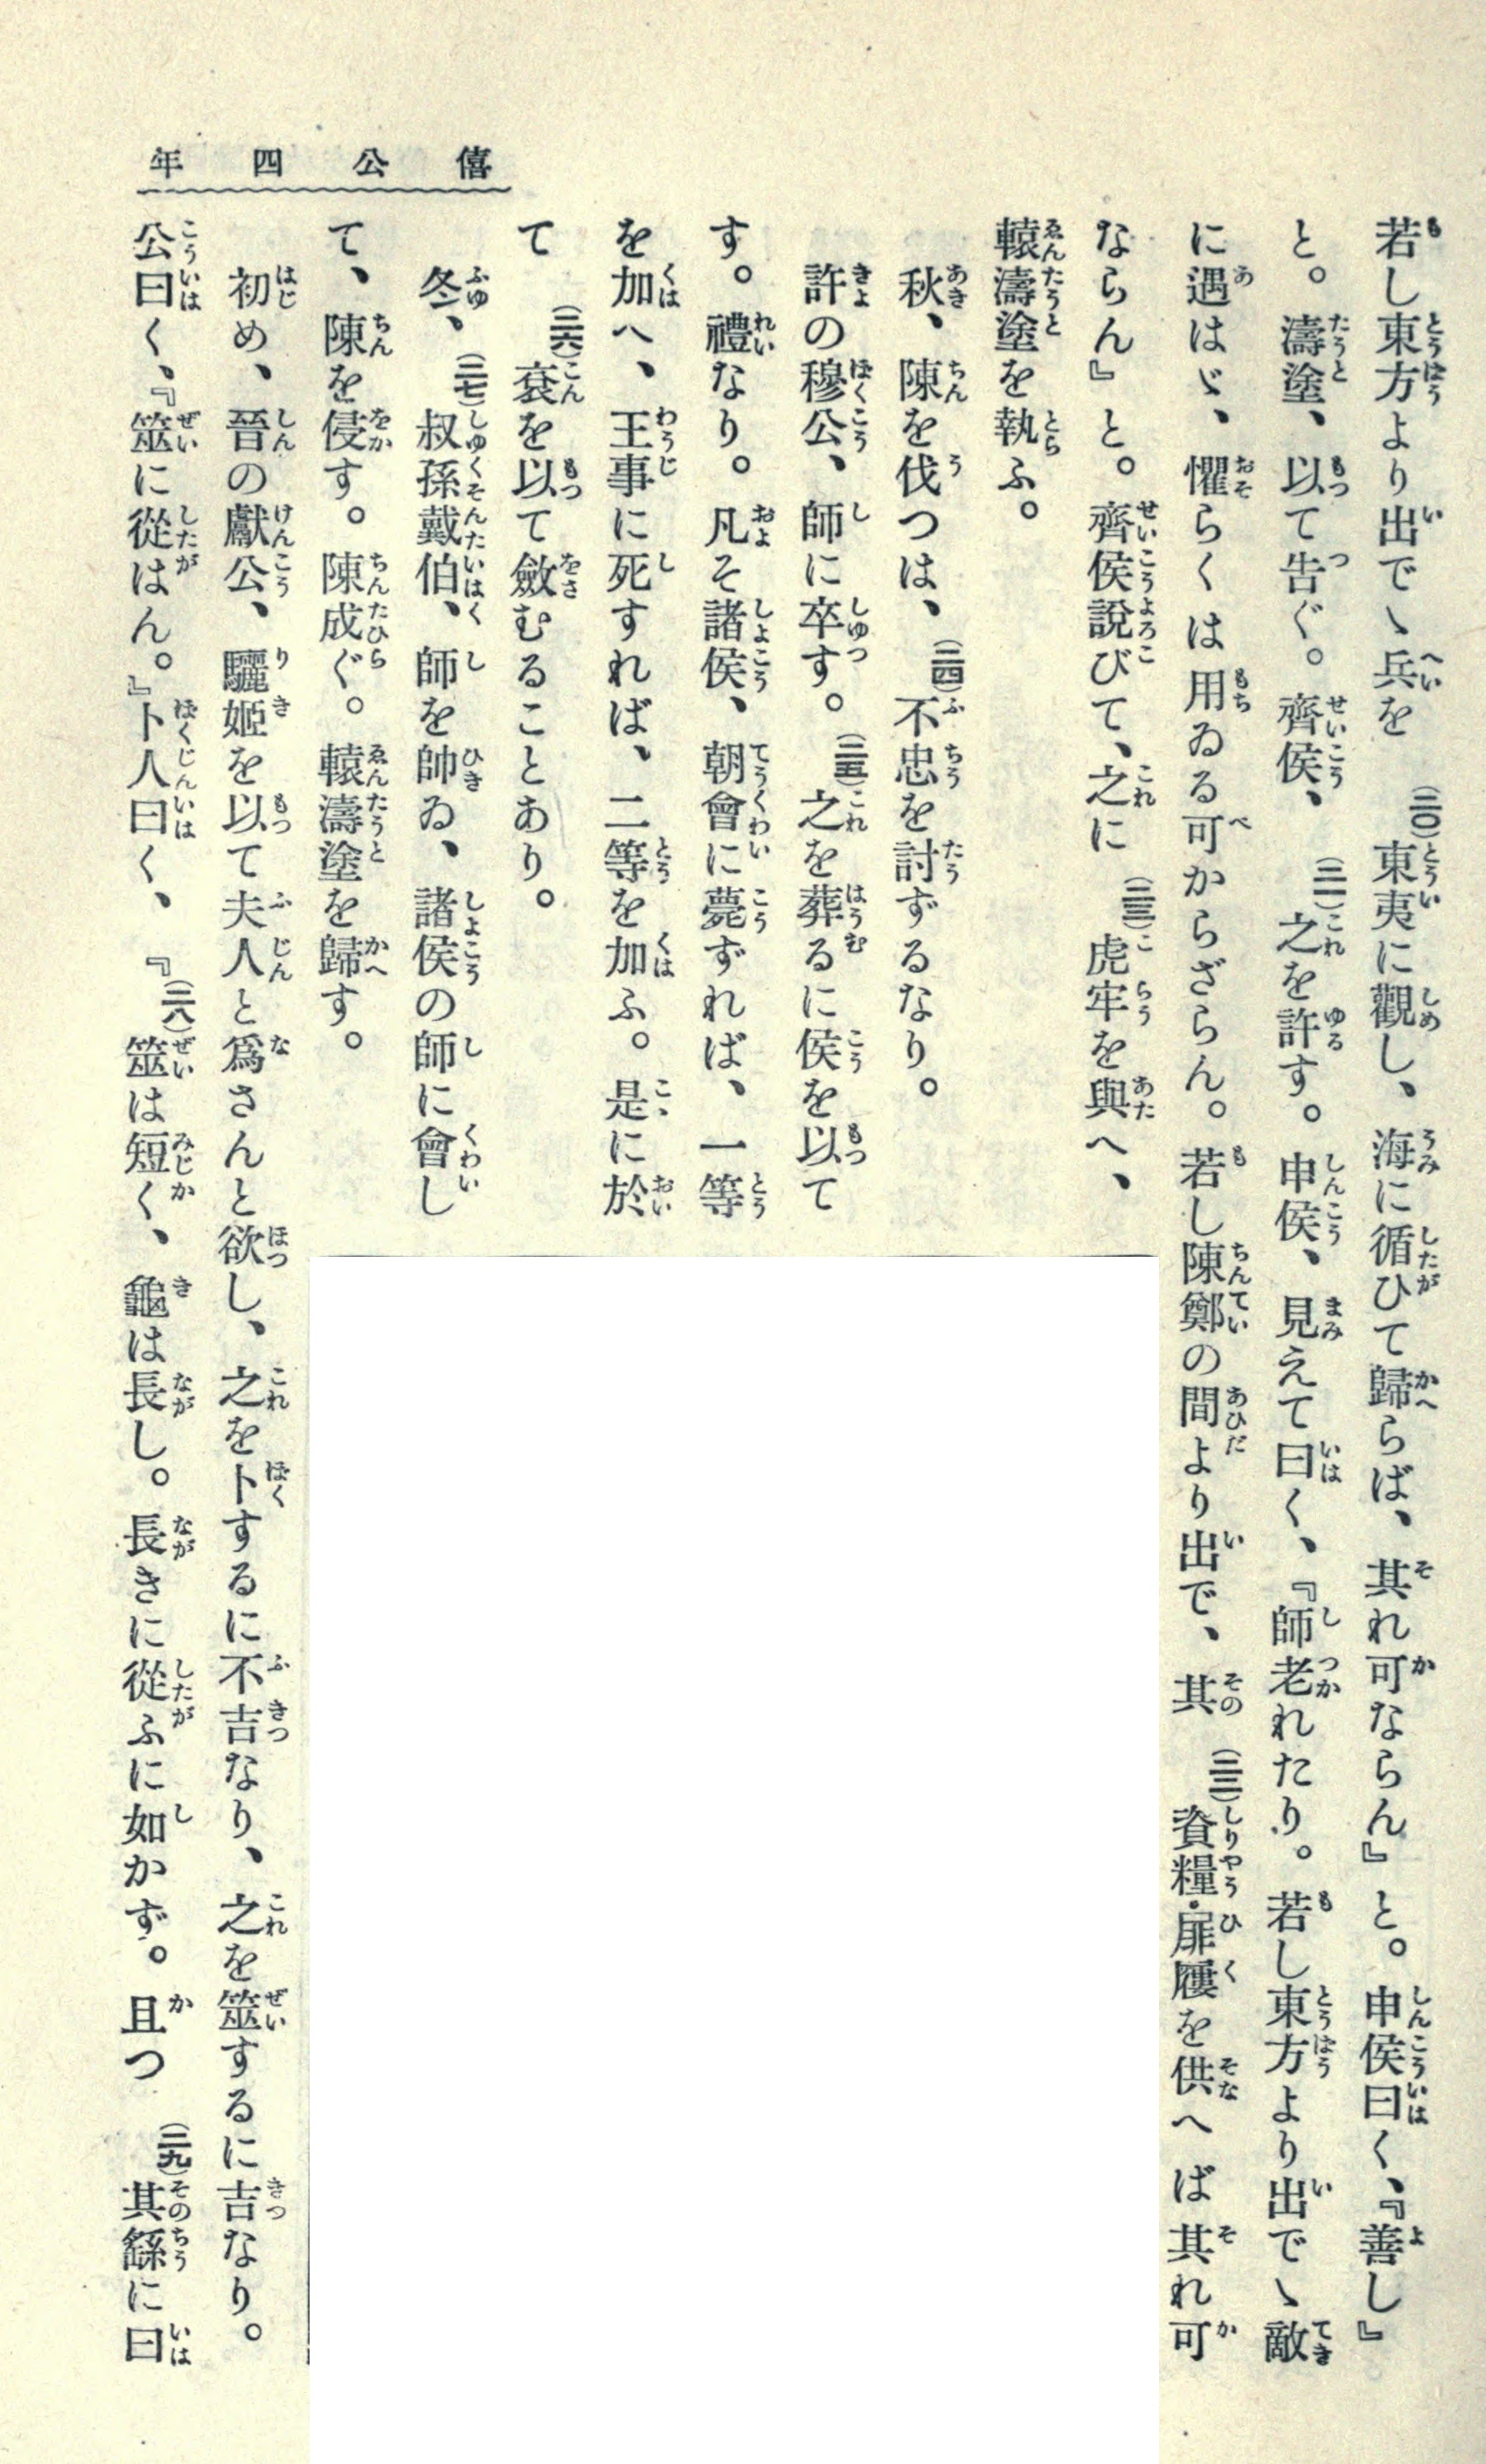 僖公四年
若し東方より出でゝ兵を(二〇)東夷に觀し、海に循ひて歸らば、其れ可ならん』と。申侯曰く、『善し』
と。濤塗、以て吿ぐ。齊侯、(二一)之を許す。申侯、見えて曰く、『師老れたり。若し東方より出でゝ敵
に遇はゞ、懼らくは用ゐる可からざらん。若し陳鄭の間より出で、其(二二)資糧・屝屨を供へば其れ可
ならん』と。齊侯說びて、之に(二三)虎牢を與へ、
轅濤塗を執ふ。
秋、陳を伐つは、(二四)不忠を討ずるなり。
許の穆公、師に卒す。(二五)之を葬るに侯を以て
す。禮なり。凡そ諸侯、朝會に薨ずれば、一等
を加へ、王事に死すれば、二等を加ふ。是に於
て(二六)袞を以て斂むることあり。
冬、(二七)叔孫戴伯、師を帥ゐ、諸侯の師に會し
て、陳を侵す。陳成ぐ。轅濤塗を歸す。
初め、晉の獻公、驪姬を以て夫人と爲さんと欲し、之を卜するに不吉なり、之を筮するに吉なり。
公曰く、『筮に從はん。』卜人曰く、『(二八)筮は短く、龜は長し。長きに從ふに如かず。且つ(二九)其繇に曰